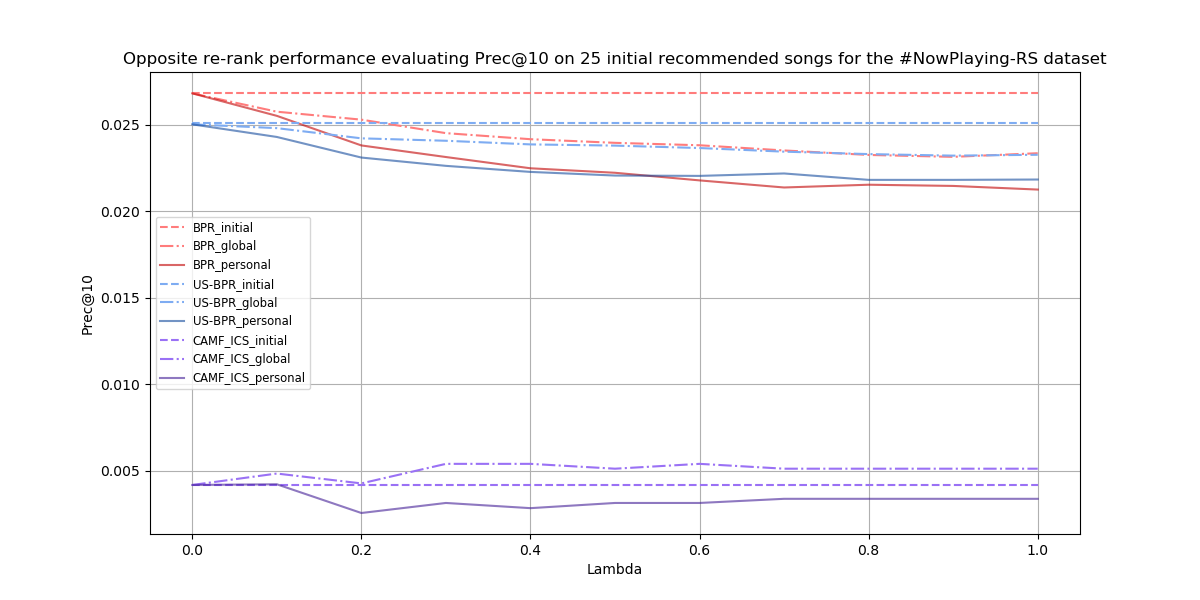 Opposite re-rank performance evaluating Prec@10 on 25 initial recommended songs for the #NowPlaying-RS dataset
Prec@10
0.025
0.020
0.015
0.010
0.005
BPR_initial
BPR_global
BPR_personal
US-BPR_initial
US-BPR_global
US-BPR_personal
CAMF_ICS_initial
CAMF_ICS_global
CAMF_ICS_personal
0.0 0.2 0.4 0.6 0.8 1.0
Lambda